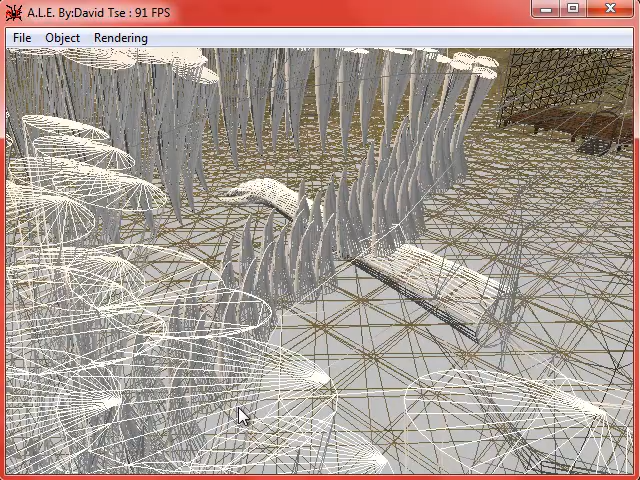 A.L.E. By:David Tse : 91 FPS
File Object Rendering